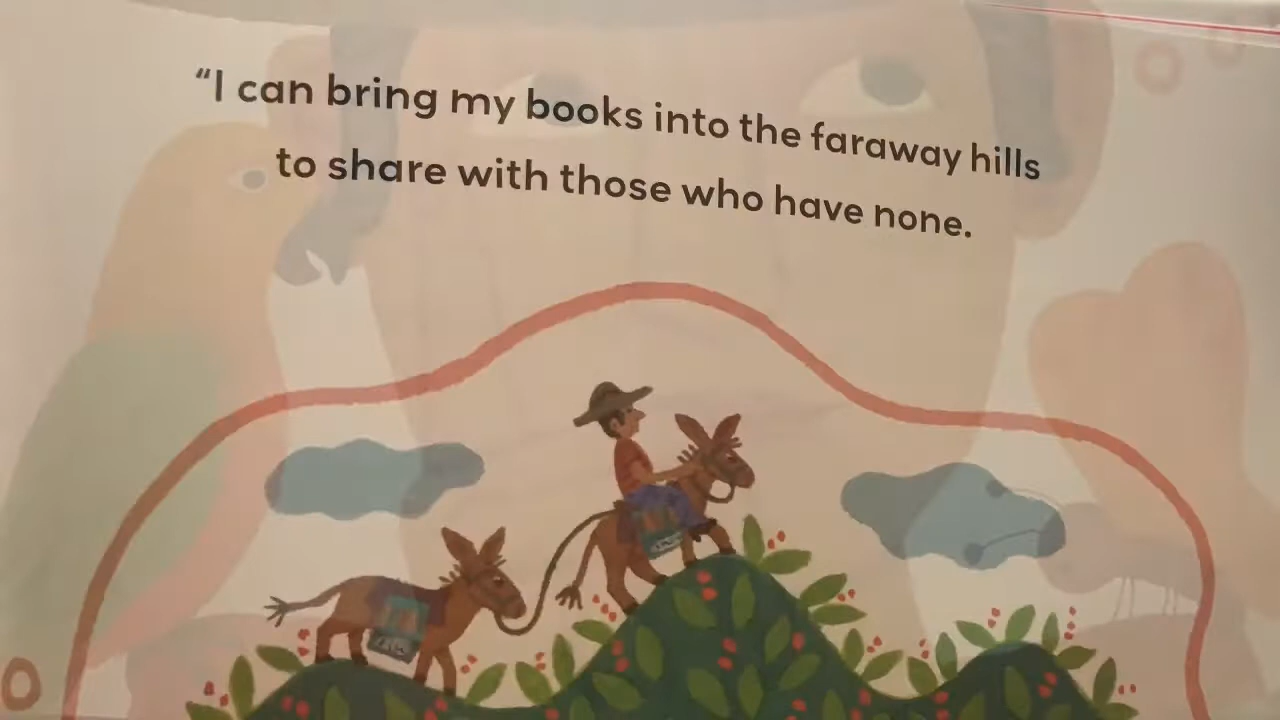 “I can bring my books into the faraway hills
to share with those who have none.